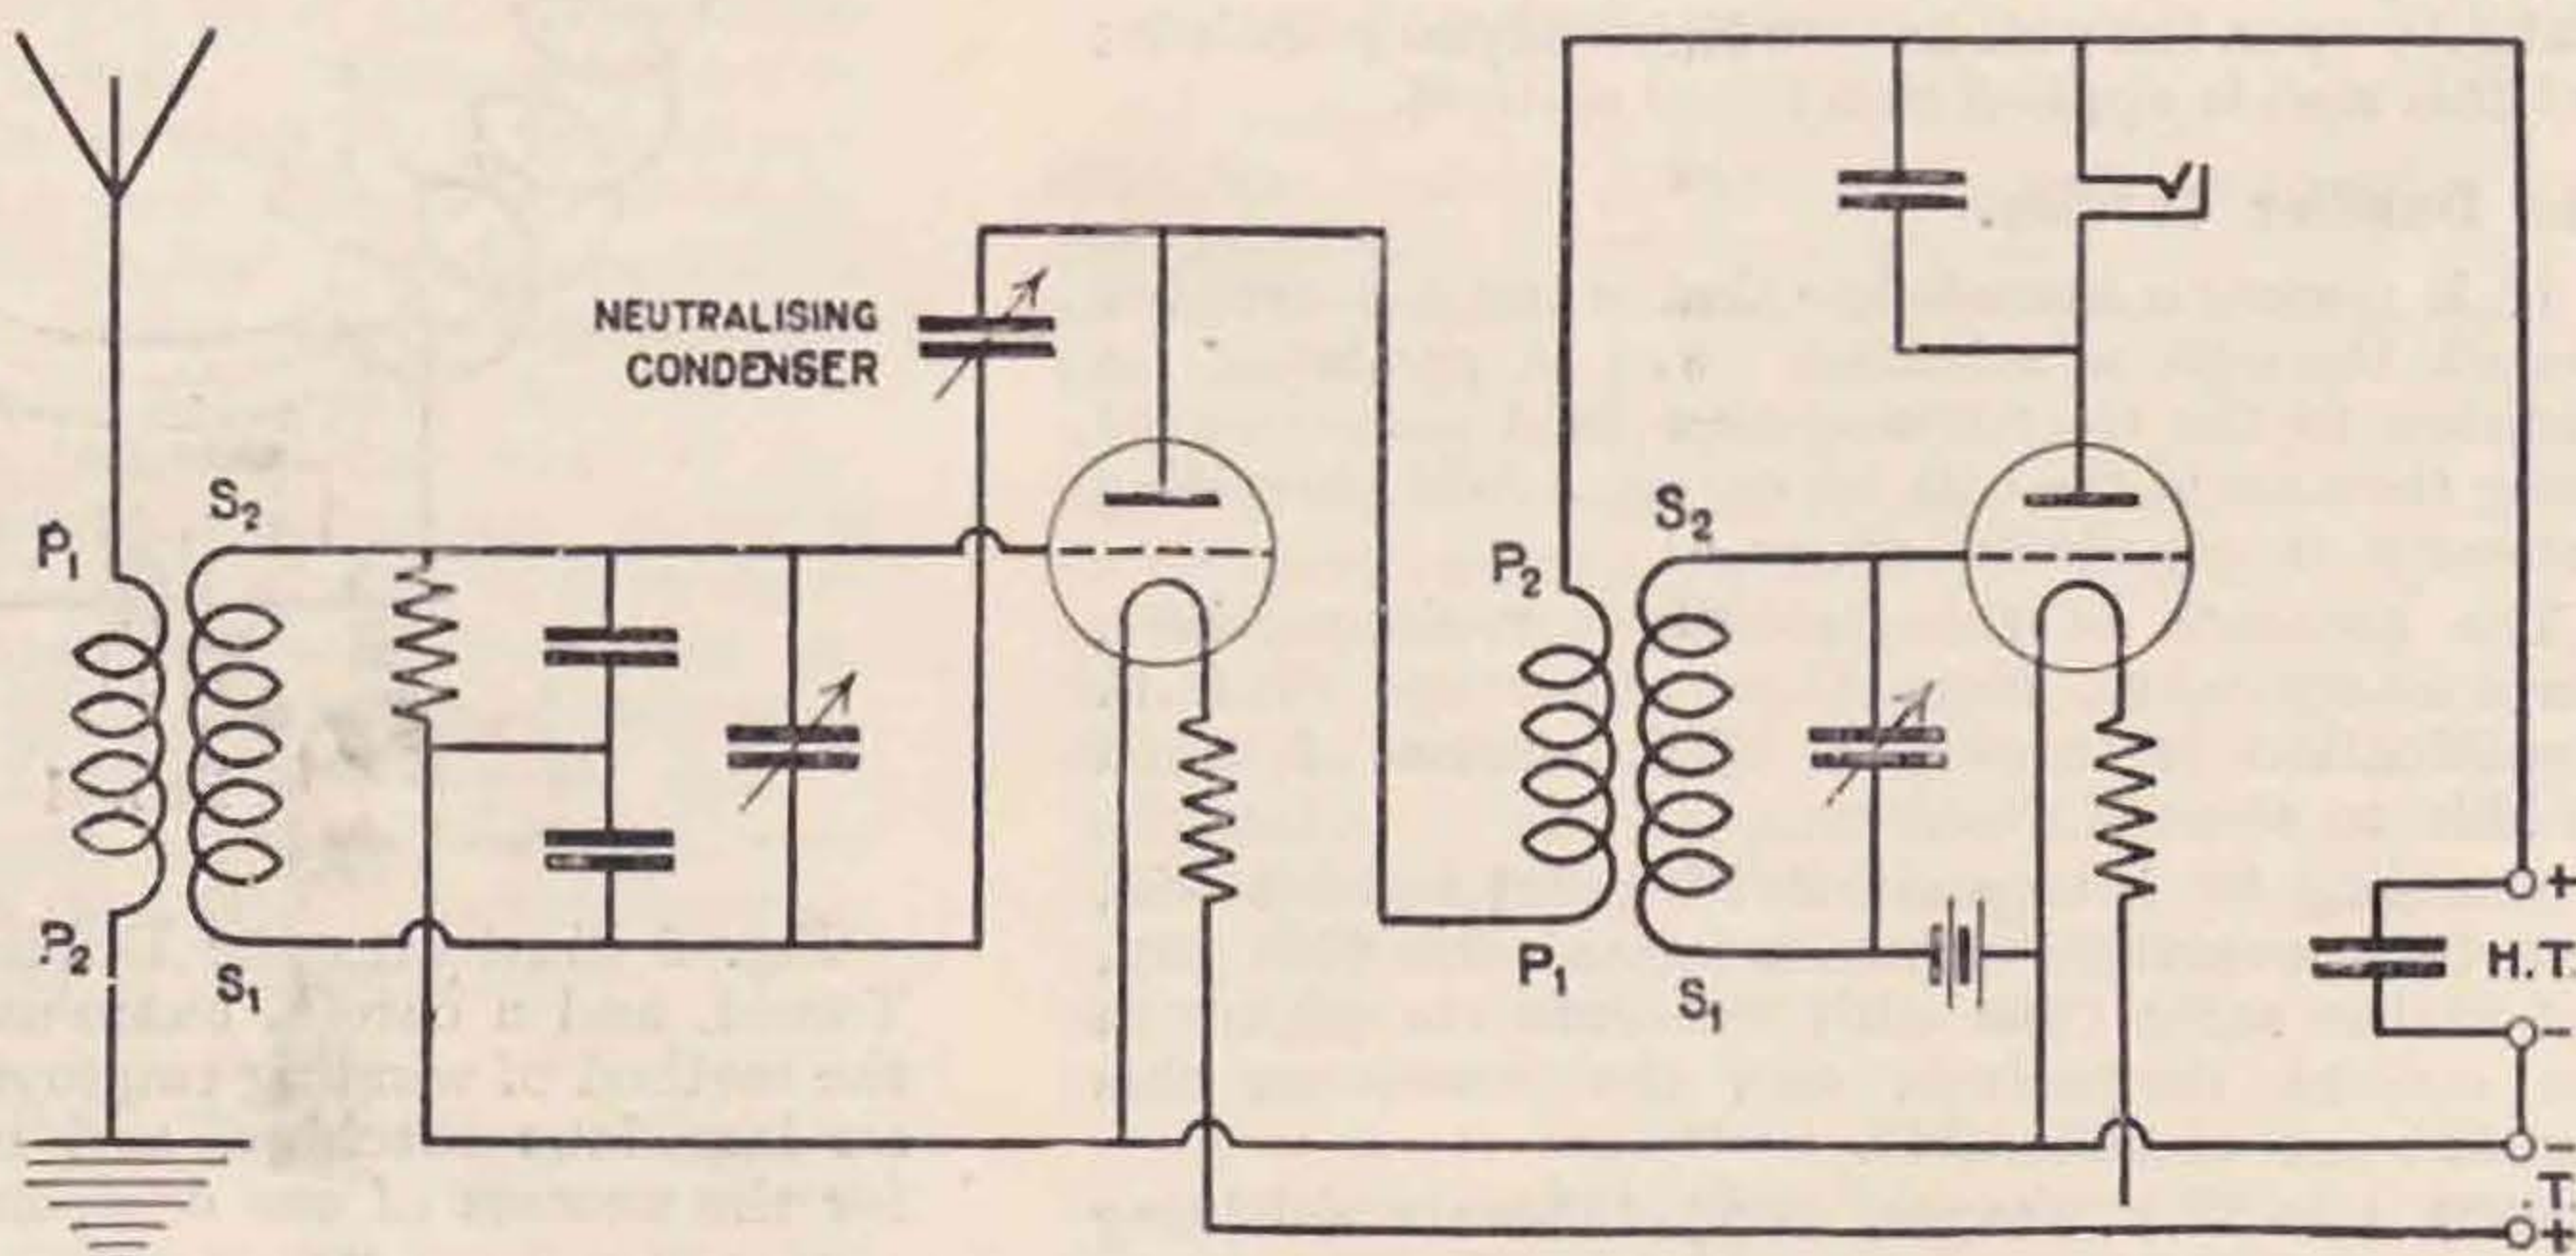 NEUTRALISING
CONDENSER
P₁
S₂
P₂
S₁
P₂
S₂
P₁
S₁
+
H.T.
-
-
.T.
+